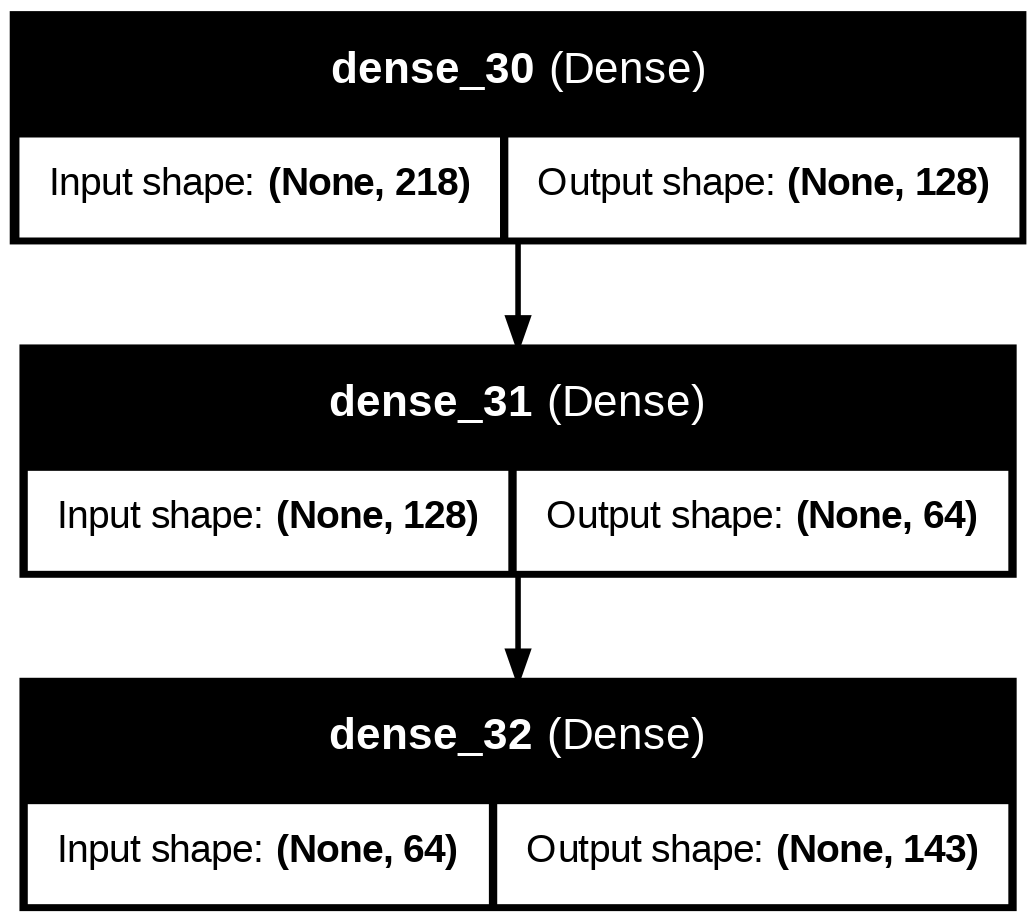 dense_30 (Dense)
Input shape: (None, 218) Output shape: (None, 128)
dense_31 (Dense)
Input shape: (None, 128) Output shape: (None, 64)
dense_32 (Dense)
Input shape: (None, 64) Output shape: (None, 143)